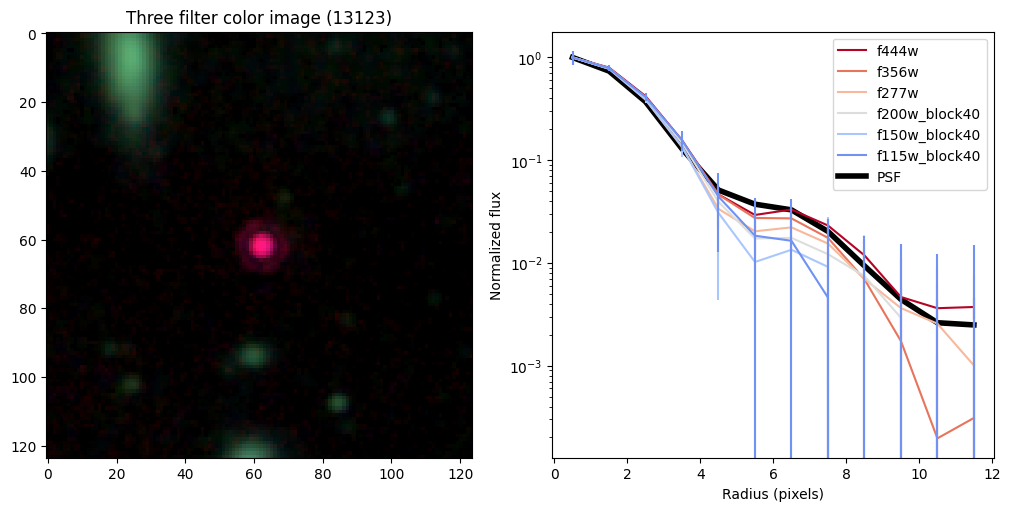 Three filter color image (13123)
0
20
40
60
80
100
120
0
20
40
60
80
100
120
Normalized flux
10⁰
10⁻¹
10⁻²
10⁻³
f444w
f356w
f277w
f200w_block40
f150w_block40
f115w_block40
PSF
0
2
4
6
8
10
12
Radius (pixels)